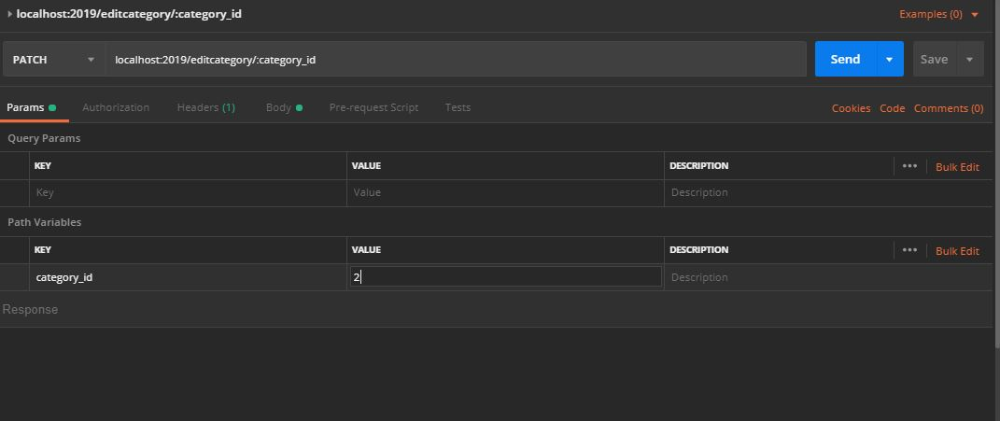 localhost:2019/editcategory/:category_id Examples (0)
PATCH localhost:2019/editcategory/:category_id Send Save
Params Authorization Headers (1) Body Pre-request Script Tests Cookies Code Comments (0)
Query Params
KEY VALUE DESCRIPTION ••• Bulk Edit
Key Value Description
Path Variables
KEY VALUE DESCRIPTION ••• Bulk Edit
category_id 2 Description
Response